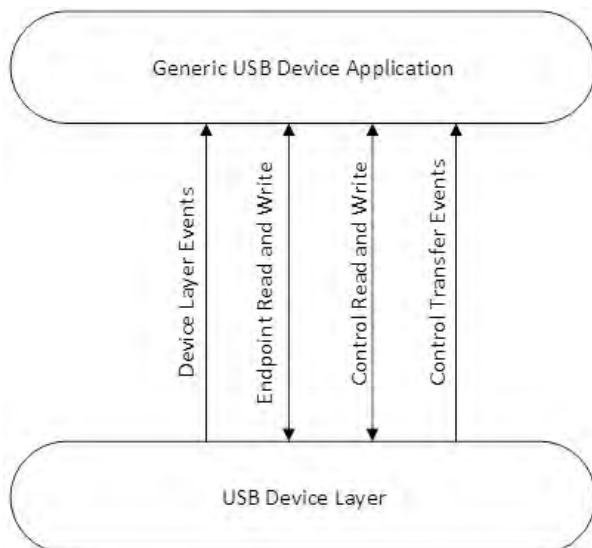 Generic USB Device Application
Device Layer Events
Endpoint Read and Write
Control Read and Write
Control Transfer Events
USB Device Layer